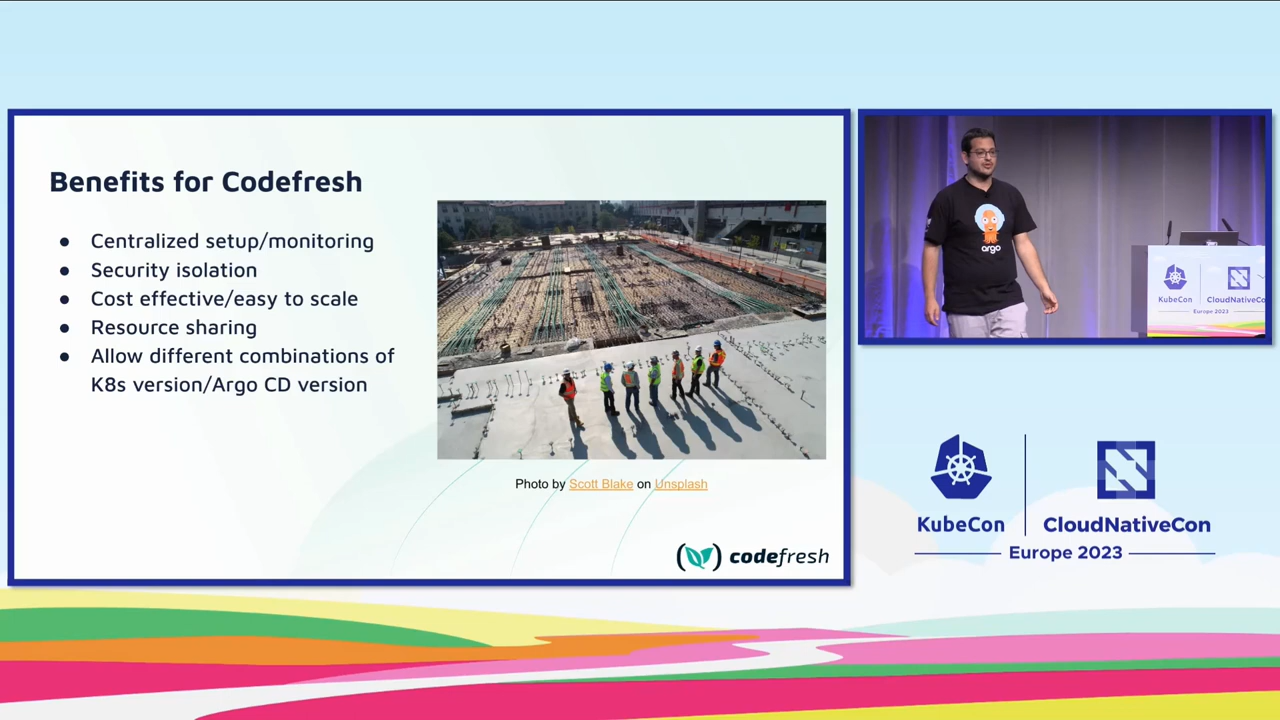 Benefits for Codefresh
● Centralized setup/monitoring
● Security isolation
● Cost effective/easy to scale
● Resource sharing
● Allow different combinations of
K8s version/Argo CD version
Photo by Scott Blake on Unsplash
codefresh
argo
KubeCon
CloudNativeCon
Europe 2023
KubeCon
CloudNativeCon
Europe 2023